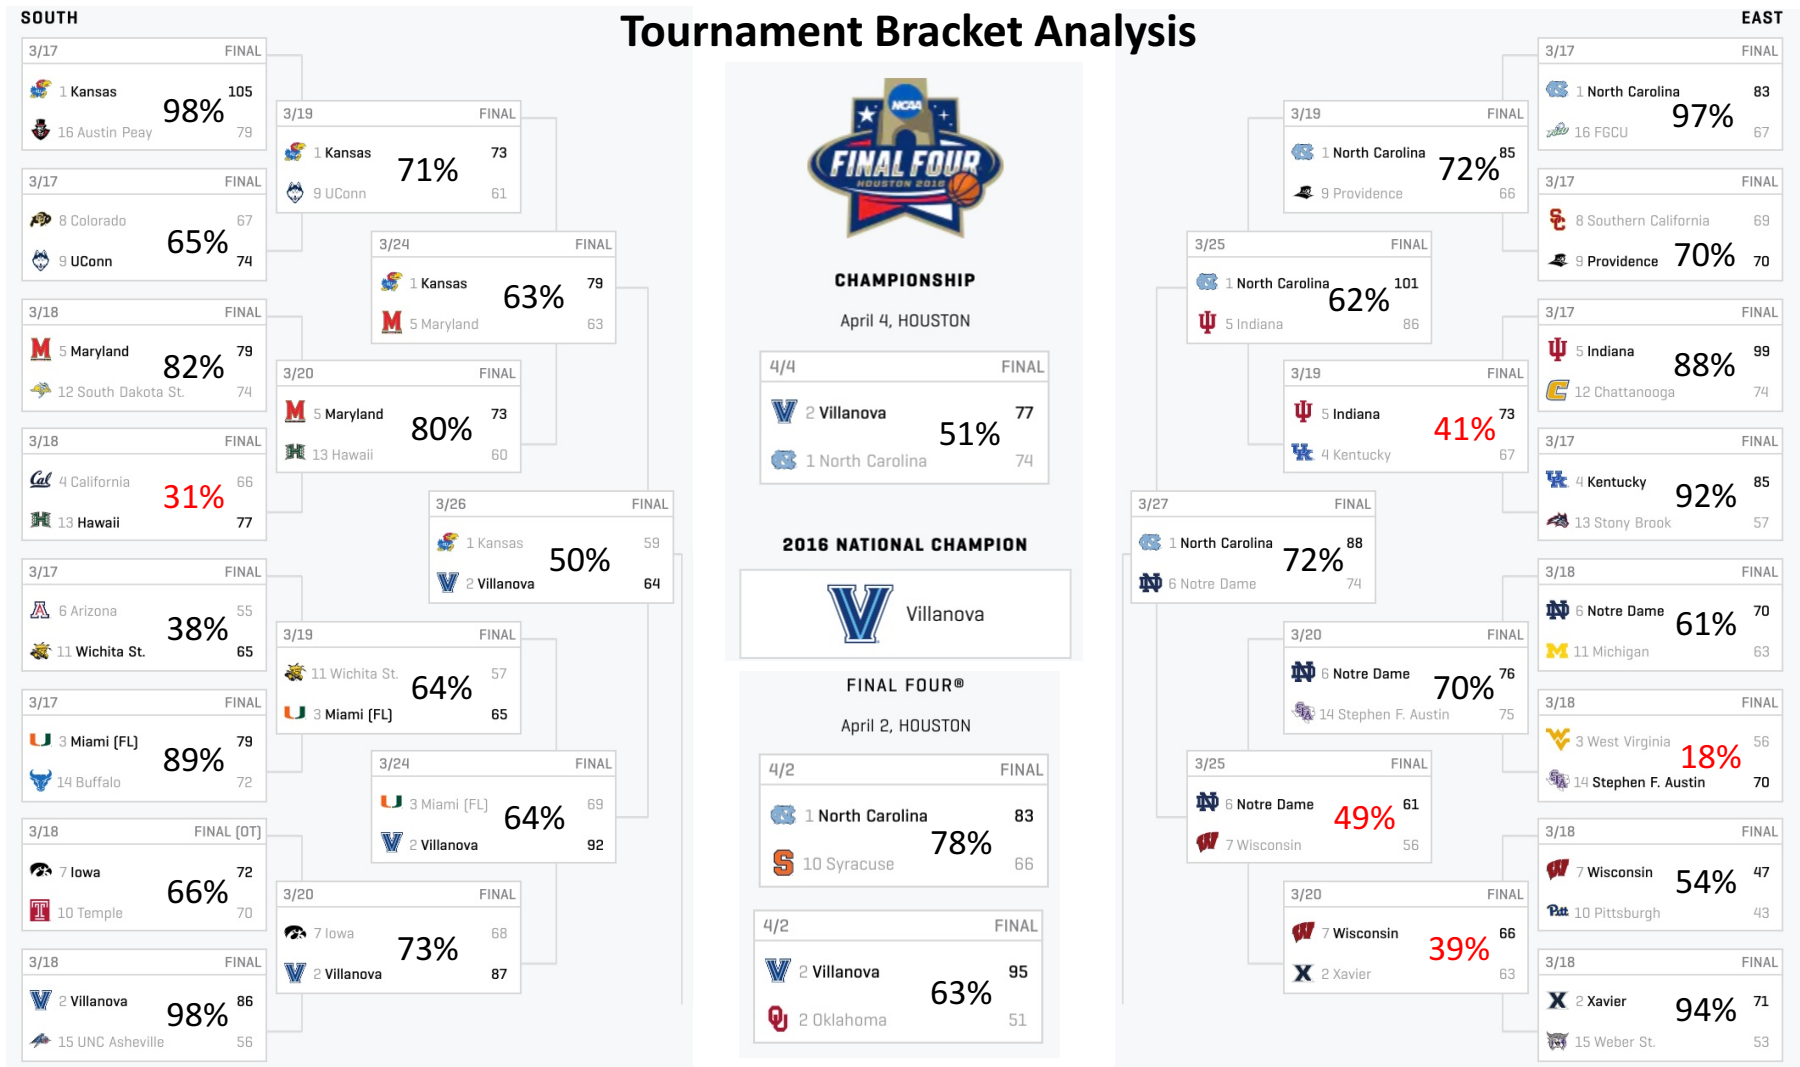 Tournament Bracket Analysis
SOUTH
3/17 FINAL
1 Kansas 105
98%
16 Austin Peay 79
3/17 FINAL
8 Colorado 67
65%
9 UConn 74
3/18 FINAL
5 Maryland 79
82%
12 South Dakota St. 74
3/18 FINAL
Cal 4 California 66
31%
13 Hawaii 77
3/17 FINAL
6 Arizona 55
38%
11 Wichita St. 65
3/17 FINAL
3 Miami (FL) 79
89%
14 Buffalo 72
3/18 FINAL (OT)
7 Iowa 72
66%
10 Temple 70
3/18 FINAL
2 Villanova 86
98%
15 UNC Asheville 56
3/19 FINAL
1 Kansas 73
71%
9 UConn 61
3/20 FINAL
5 Maryland 73
80%
13 Hawaii 60
3/19 FINAL
11 Wichita St. 57
64%
3 Miami (FL) 65
3/20 FINAL
7 Iowa 68
73%
2 Villanova 87
3/24 FINAL
1 Kansas 79
63%
5 Maryland 63
3/24 FINAL
3 Miami (FL) 69
64%
2 Villanova 92
3/26 FINAL
1 Kansas 59
50%
2 Villanova 64
NCAA
FINAL FOUR
HOUSTON 2016
CHAMPIONSHIP
April 4, HOUSTON
4/4 FINAL
2 Villanova 77
51%
1 North Carolina 74
2016 NATIONAL CHAMPION
Villanova
FINAL FOUR®
April 2, HOUSTON
4/2 FINAL
1 North Carolina 83
78%
10 Syracuse 66
4/2 FINAL
2 Villanova 95
63%
2 Oklahoma 51
EAST
3/27 FINAL
1 North Carolina 88
72%
6 Notre Dame 74
3/25 FINAL
1 North Carolina 101
62%
5 Indiana 86
3/25 FINAL
6 Notre Dame 61
49%
7 Wisconsin 56
3/19 FINAL
1 North Carolina 85
72%
9 Providence 66
3/19 FINAL
5 Indiana 73
41%
4 Kentucky 67
3/20 FINAL
6 Notre Dame 76
70%
14 Stephen F. Austin 75
3/20 FINAL
7 Wisconsin 66
39%
2 Xavier 63
3/17 FINAL
1 North Carolina 83
97%
16 FGCU 67
3/17 FINAL
8 Southern California 69
9 Providence 70% 70
3/17 FINAL
5 Indiana 99
88%
12 Chattanooga 74
3/17 FINAL
4 Kentucky 85
92%
13 Stony Brook 57
3/18 FINAL
6 Notre Dame 70
61%
11 Michigan 63
3/18 FINAL
3 West Virginia 56
18%
14 Stephen F. Austin 70
3/18 FINAL
7 Wisconsin 47
54%
Pitt 10 Pittsburgh 43
3/18 FINAL
2 Xavier 71
94%
15 Weber St. 53